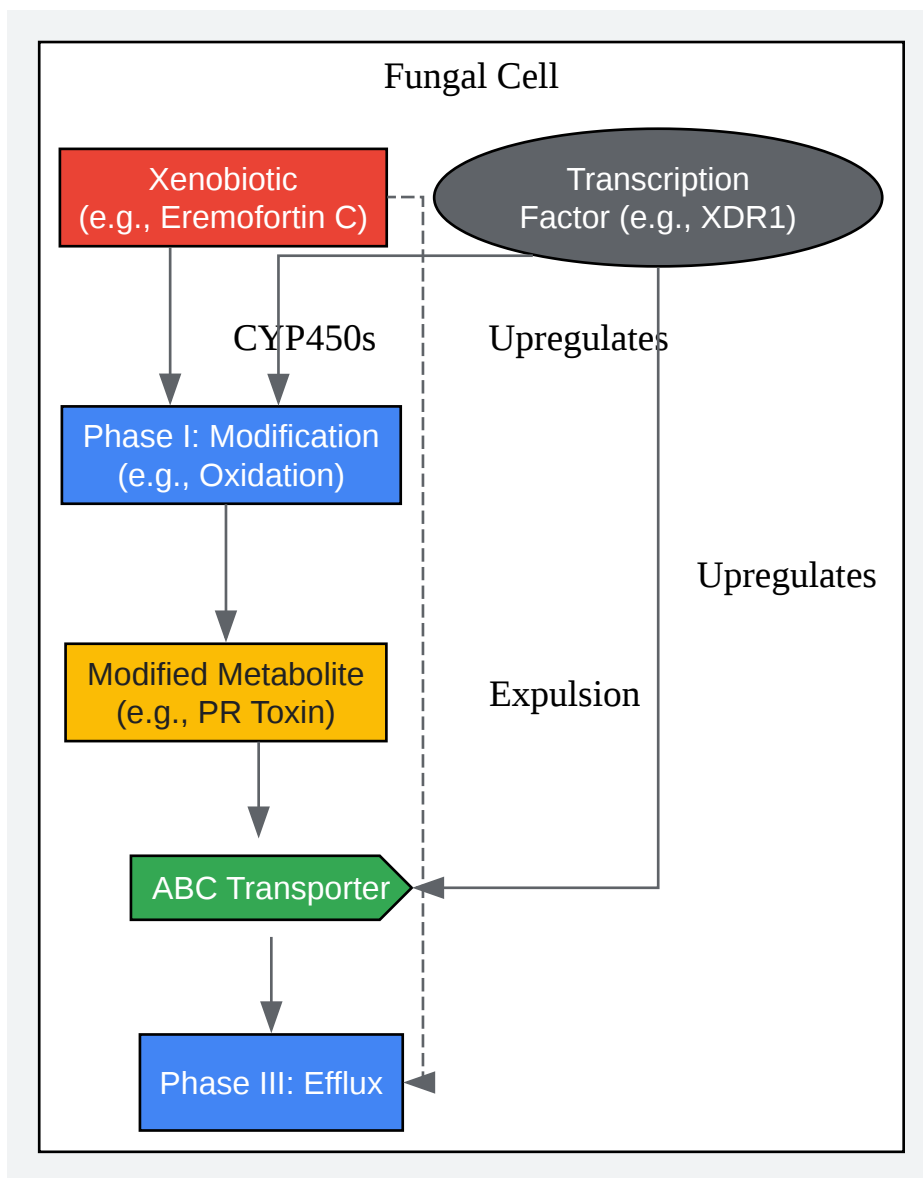 Fungal Cell
Xenobiotic
(e.g., Eremofortin C)
Transcription
Factor (e.g., XDR1)
CYP450s
Upregulates
Phase I: Modification
(e.g., Oxidation)
Upregulates
Modified Metabolite
(e.g., PR Toxin)
Expulsion
ABC Transporter
Phase III: Efflux